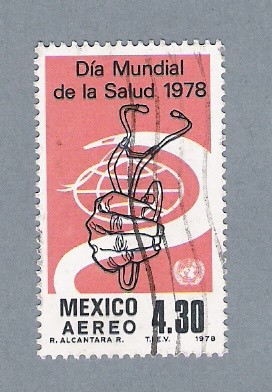 Día Mundial
de la Salud 1978
MEXICO
AEREO
4.30
R. ALCANTARA R. T.I.E.V. 1978